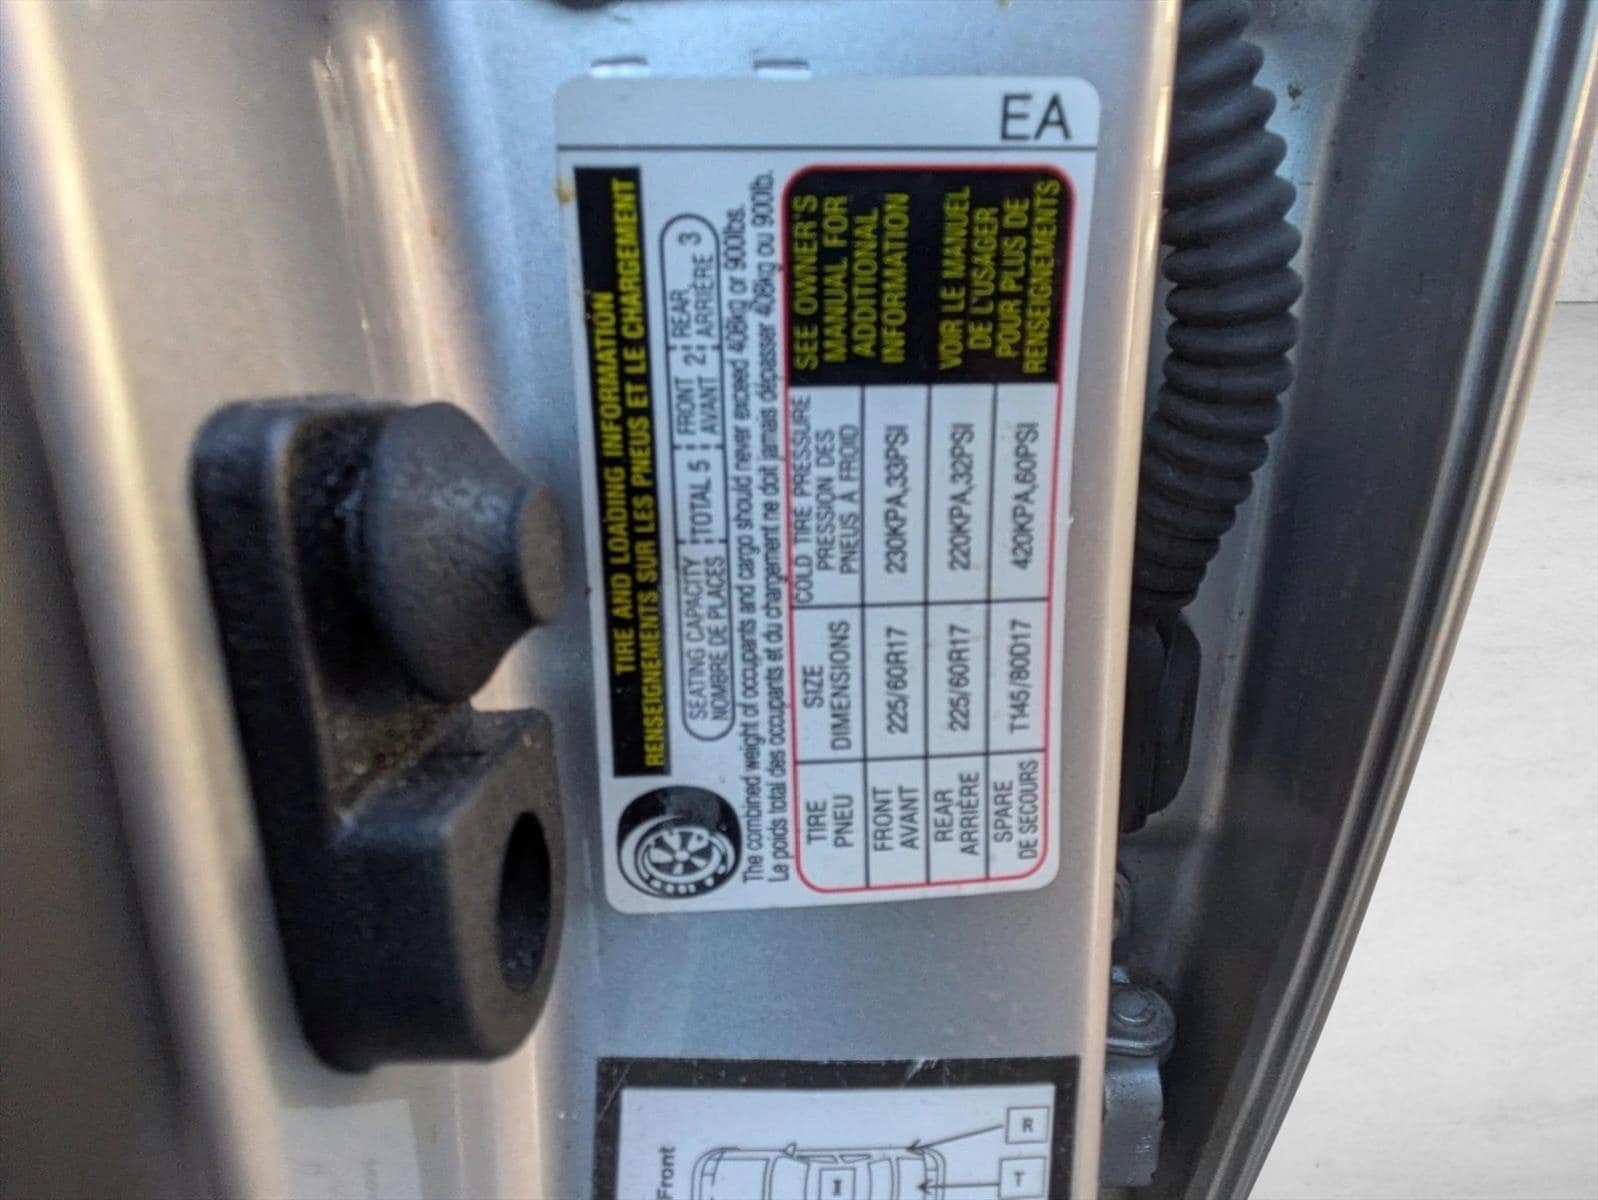 EA
TIRE AND LOADING INFORMATION
RENSEIGNEMENTS SUR LES PNEUS ET LE CHARGEMENT
SEATING CAPACITY TOTAL 5 FRONT 2 REAR 3
NOMBRE DE PLACES AVANT ARRIÈRE
The combined weight of occupants and cargo should never exceed 408kg or 900lbs.
Le poids total des occupants et du chargement ne doit jamais dépasser 408kg ou 900lb.
TIRE SIZE COLD TIRE PRESSURE
PNEU DIMENSIONS PRESSION DES
PNEUS À FROID
FRONT 225/60R17 230KPA,33PSI
AVANT
REAR 225/60R17 220KPA,32PSI
ARRIÈRE
SPARE T145/80D17 420KPA,60PSI
DE SECOURS
SEE OWNER'S
MANUAL FOR
ADDITIONAL
INFORMATION
VOIR LE MANUEL
DE L'USAGER
POUR PLUS DE
RENSEIGNEMENTS
Front
R
T
I